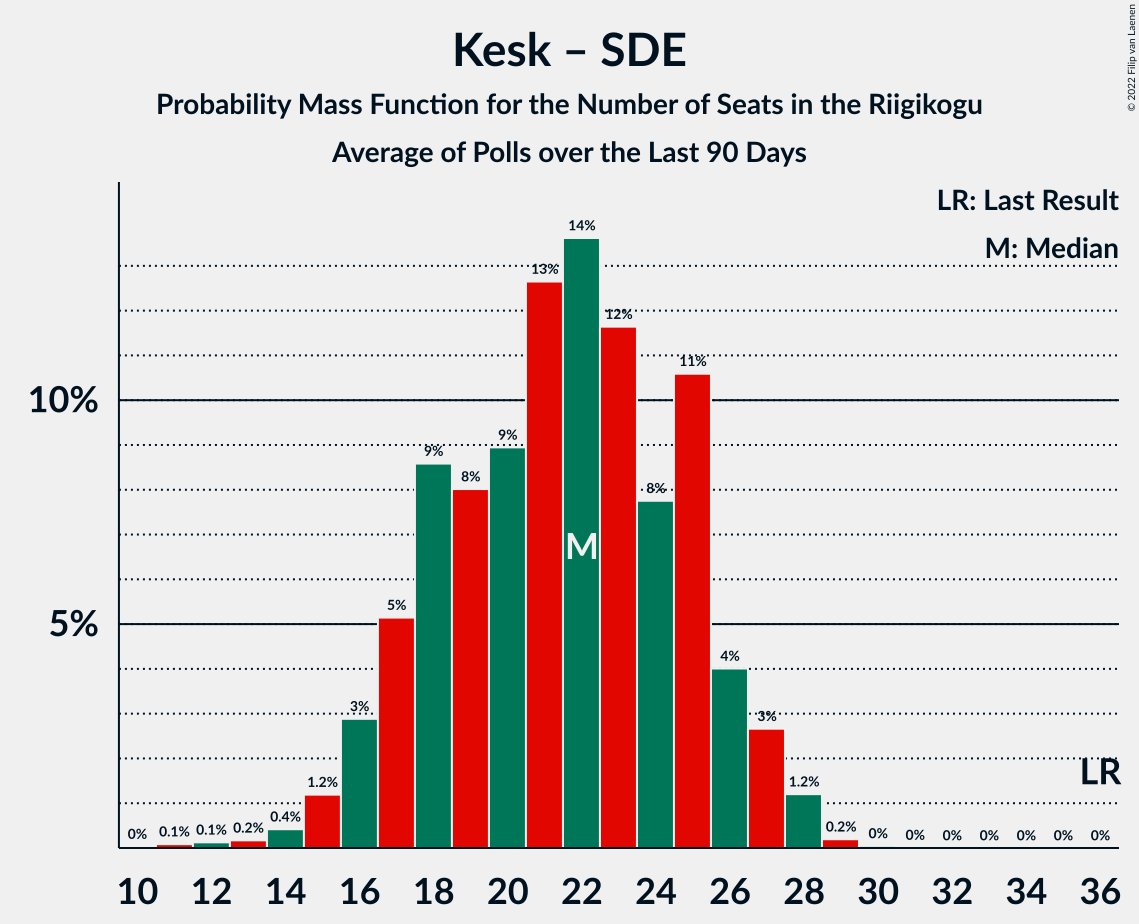 Kesk – SDE
Probability Mass Function for the Number of Seats in the Riigikogu
Average of Polls over the Last 90 Days
© 2022 Filip van Laenen
LR: Last Result
M: Median
10%
5%
0% 0.1% 0.1% 0.2% 0.4% 1.2% 3% 5% 9% 8% 9% 13% 14% 12% 8% 11% 4% 3% 1.2% 0.2% 0% 0% 0% 0% 0% 0% 0%
M
LR
10 12 14 16 18 20 22 24 26 28 30 32 34 36